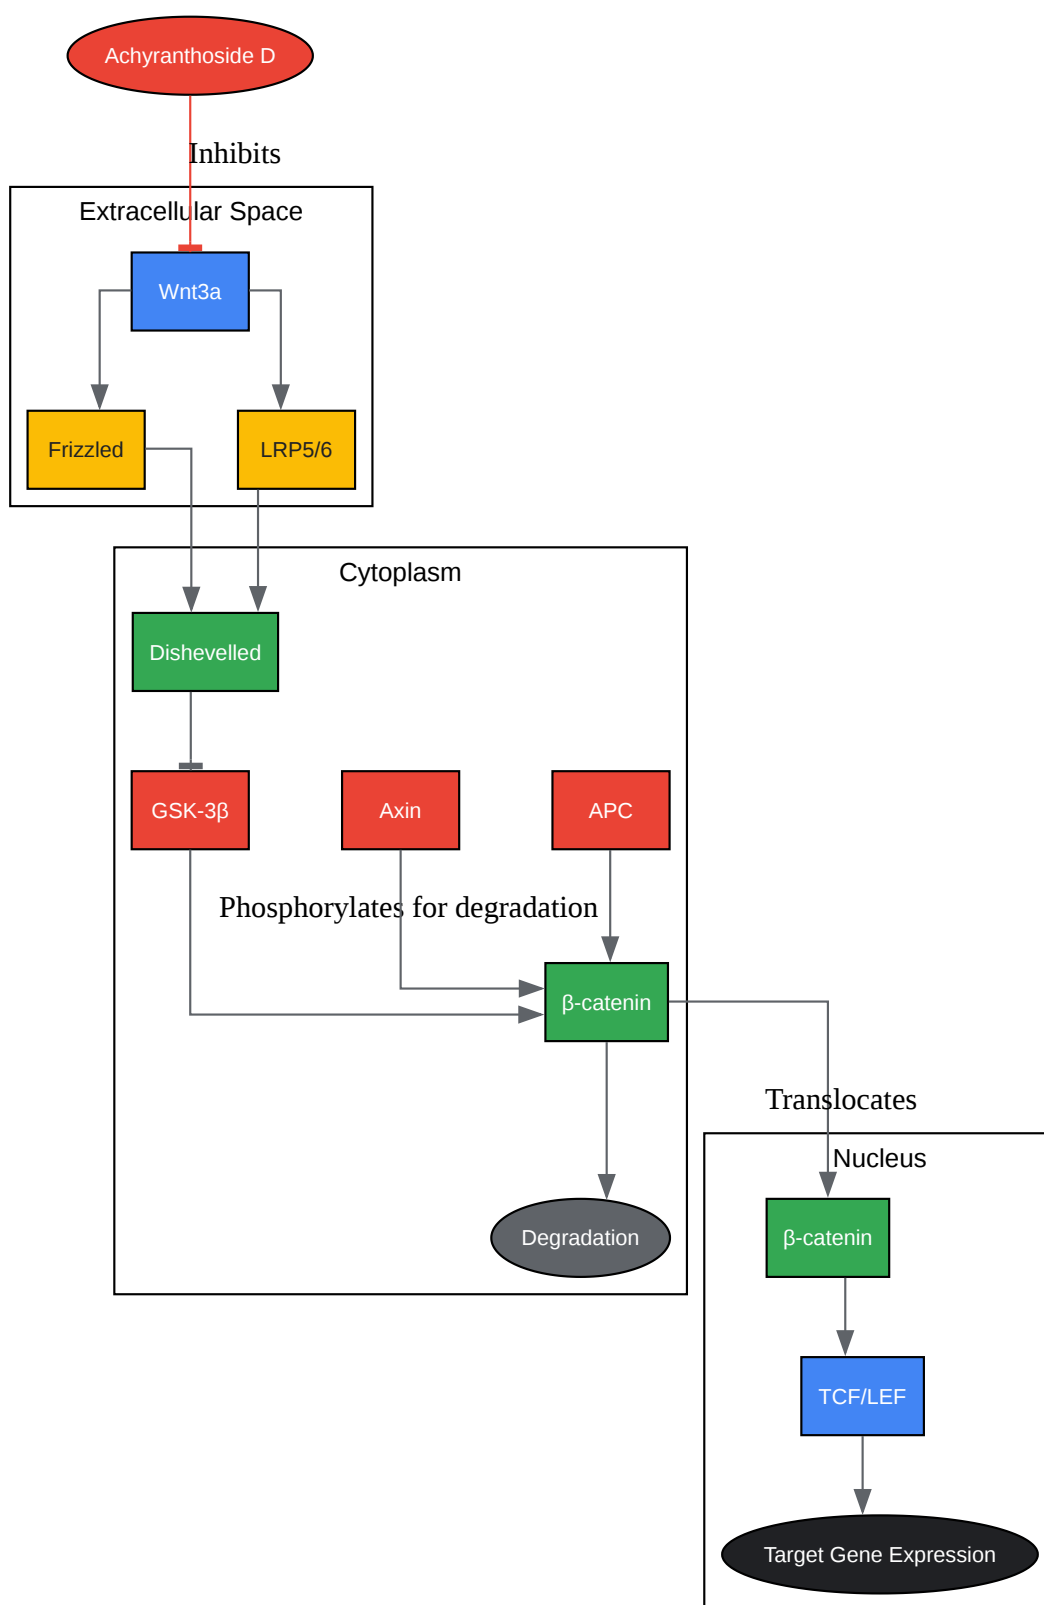 Achyranthoside D
Inhibits
Extracellular Space
Wnt3a
Frizzled
LRP5/6
Cytoplasm
Dishevelled
GSK-3β
Axin
APC
Phosphorylates for degradation
β-catenin
Translocates
Nucleus
Degradation
β-catenin
TCF/LEF
Target Gene Expression